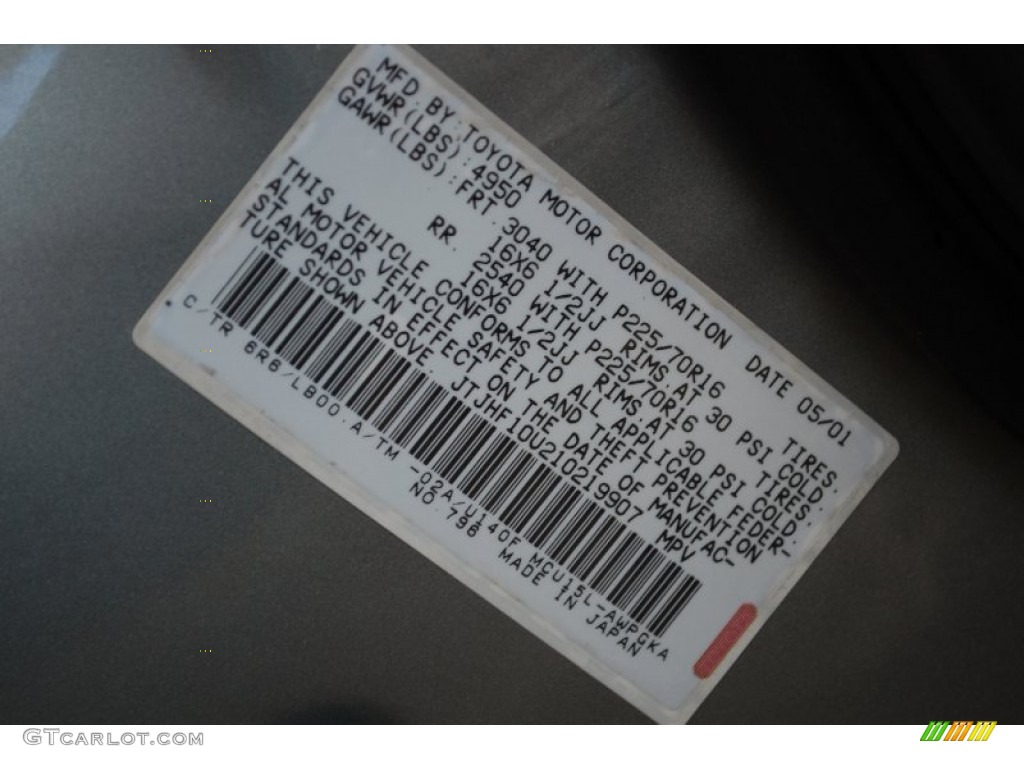 MFD. BY:TOYOTA MOTOR CORPORATION DATE 05/01
GVWR(LBS):4950
GAWR(LBS):FRT. 3040 WITH P225/70R16 TIRES.
16X6 1/2JJ RIMS.AT 30 PSI COLD.
RR. 2540 WITH P225/70R16 TIRES.
16X6 1/2JJ RIMS.AT 30 PSI COLD.
THIS VEHICLE CONFORMS TO ALL APPLICABLE FEDER-
AL MOTOR VEHICLE SAFETY AND THEFT PREVENTION
STANDARDS IN EFFECT ON THE DATE OF MANUFAC-
TURE SHOWN ABOVE. JTJHF10U210219907 MPV
C/TR 6R8/LB00.A/TM -02A/U140F MCU15L-AWPGKA
NO.798 MADE IN JAPAN
GTcarlot.com